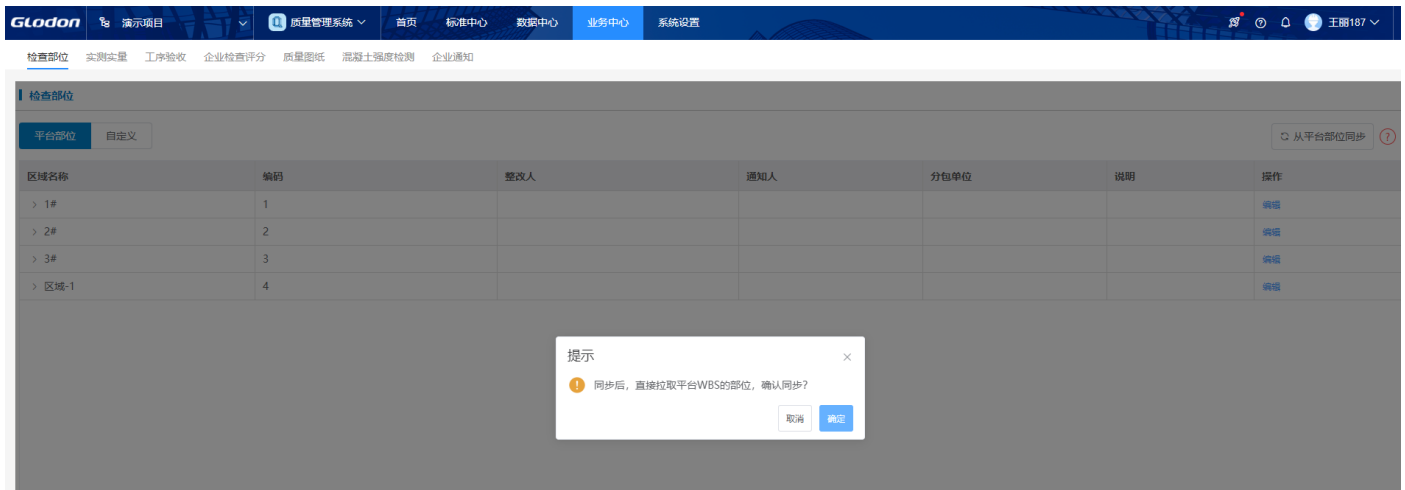 GLODON 演示项目 质量管理系统 首页 标准中心 数据中心 业务中心 系统设置 王丽187
检查部位 实测实量 工序验收 企业检查评分 质量图纸 混凝土强度检测 企业通知
检查部位
平台部位 自定义 从平台部位同步 ?
区域名称 编码 整改人 通知人 分包单位 说明 操作
1# 1 编辑
2# 2 编辑
3# 3 编辑
区域-1 4 编辑
提示
同步后，直接拉取平台WBS的部位，确认同步？
取消 确定